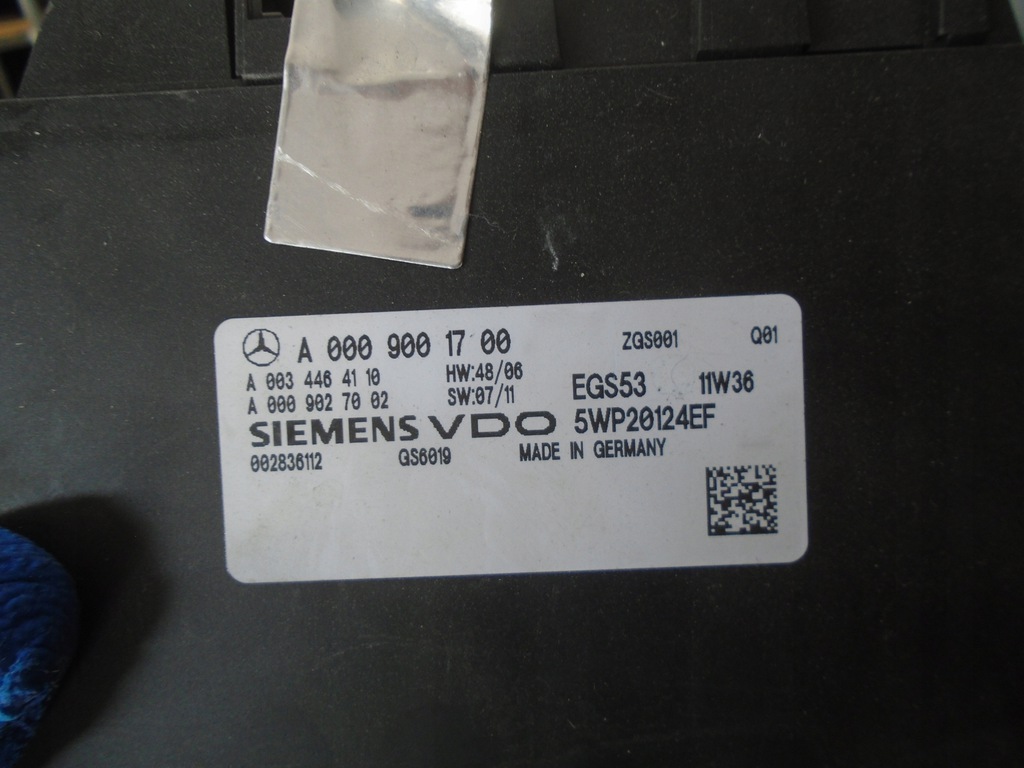 A 000 900 17 00 ZGS001 Q01
A 003 446 41 10 HW:48/06 EGS53 11W36
A 000 902 70 02 SW:07/11
SIEMENS VDO 5WP20124EF
002836112 GS6019 MADE IN GERMANY